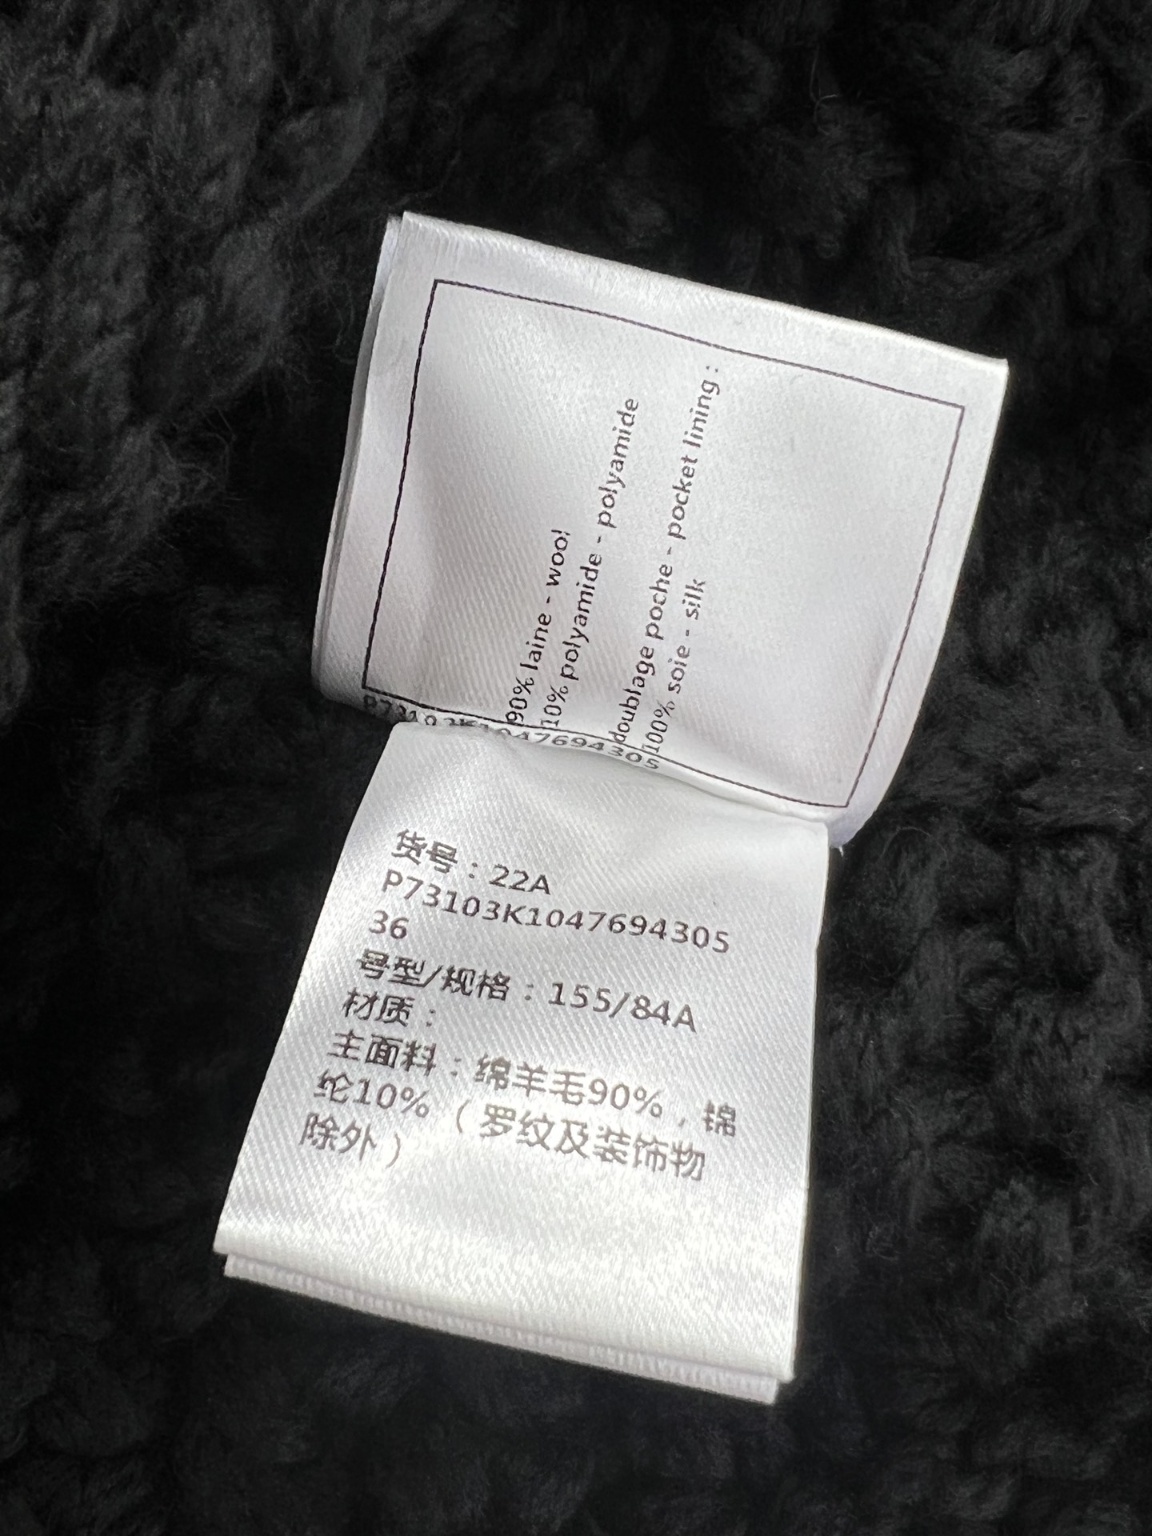 90% laine - wool
10% polyamide - polyamide
doublage poche - pocket lining :
100% soie - silk
P73103K1047694305
货号：22A
P73103K1047694305
36
号型/规格：155/84A
材质：
主面料：绵羊毛90%，锦
纶10%（罗纹及装饰物
除外）